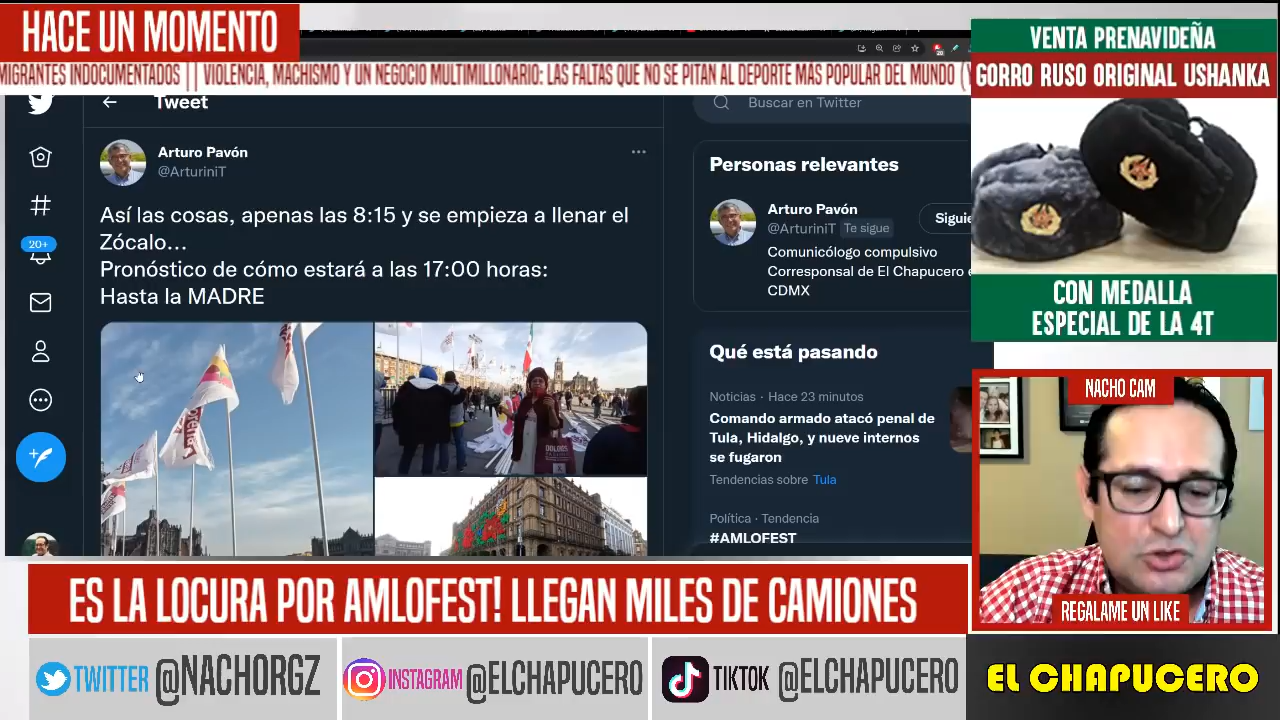 HACE UN MOMENTO
MIGRANTES INDOCUMENTADOS || VIOLENCIA, MACHISMO Y UN NEGOCIO MULTIMILLONARIO: LAS FALTAS QUE NO SE PITAN AL DEPORTE MÁS POPULAR DEL MUNDO
Tweet
Arturo Pavón
@ArturiniT
Así las cosas, apenas las 8:15 y se empieza a llenar el
Zócalo...
Pronóstico de cómo estará a las 17:00 horas:
Hasta la MADRE
20+
morena
Buscar en Twitter
Personas relevantes
Arturo Pavón
@ArturiniT Te sigue
Siguie
Comunicólogo compulsivo
Corresponsal de El Chapucero e
CDMX
Qué está pasando
Noticias · Hace 23 minutos
Comando armado atacó penal de
Tula, Hidalgo, y nueve internos
se fugaron
Tendencias sobre Tula
Política · Tendencia
#AMLOFEST
VENTA PRENAVIDEÑA
GORRO RUSO ORIGINAL USHANKA
CON MEDALLA
ESPECIAL DE LA 4T
NACHO CAM
REGALAME UN LIKE
ES LA LOCURA POR AMLOFEST! LLEGAN MILES DE CAMIONES
TWITTER @NACHORGZ
INSTAGRAM @ELCHAPUCERO
TIKTOK @ELCHAPUCERO
EL CHAPUCERO